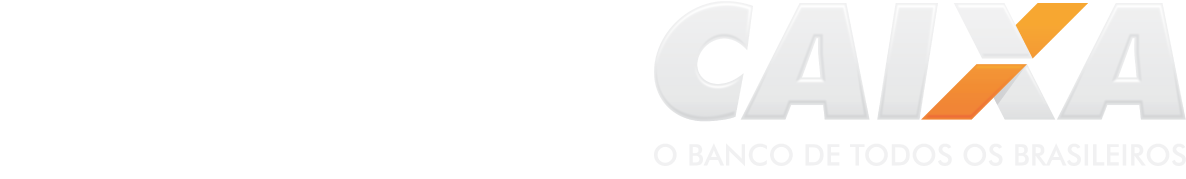 CAIXA
O BANCO DE TODOS OS BRASILEIROS